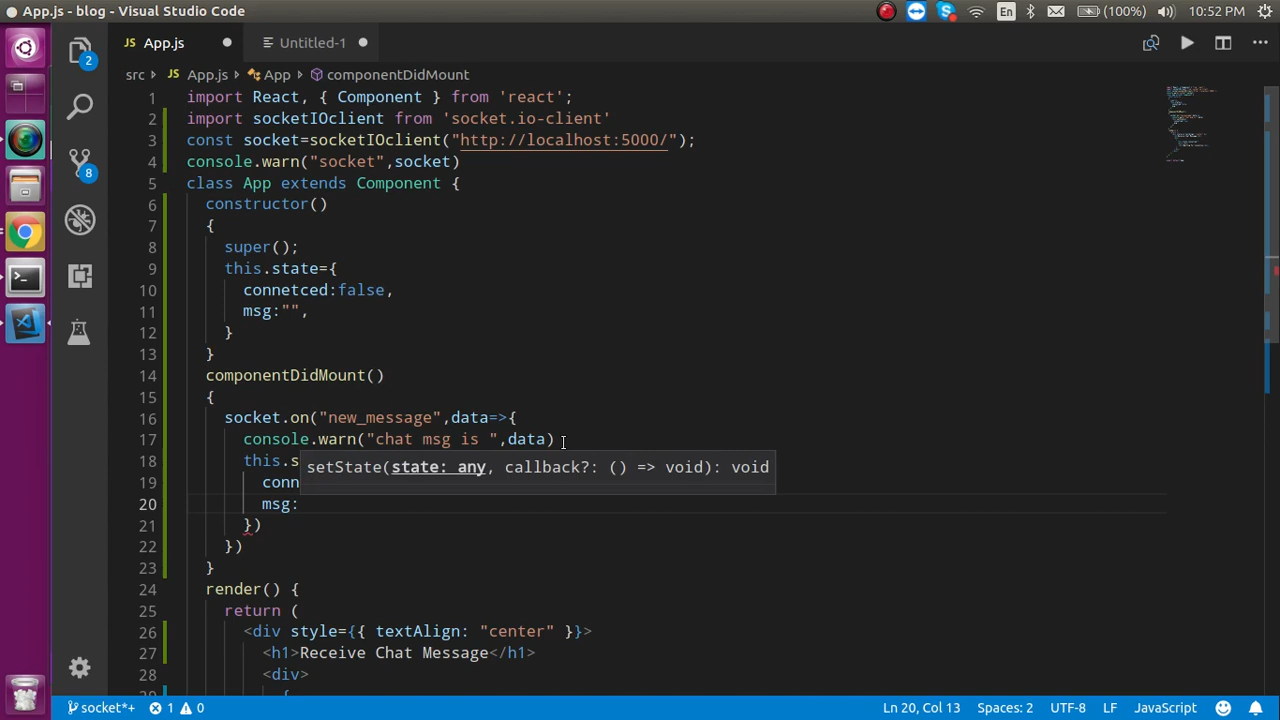 App.js - blog - Visual Studio Code
En
(100%)
10:52 PM
2
JS App.js
Untitled-1
src
JS App.js
App
componentDidMount
1 import React, { Component } from 'react';
2 import socketIOclient from 'socket.io-client'
3 const socket=socketIOclient("http://localhost:5000/");
4 console.warn("socket",socket)
5 class App extends Component {
6 constructor()
7 {
8 super();
9 this.state={
10 connetced:false,
11 msg:"",
12 }
13 }
14 componentDidMount()
15 {
16 socket.on("new_message",data=>{
17 console.warn("chat msg is ",data)
18 this.s
setState(state: any, callback?: () => void): void
19 conn
20 msg:
21 })
22 })
23 }
24 render() {
25 return (
26 <div style={{ textAlign: "center" }}>
27 <h1>Receive Chat Message</h1>
28 <div>
29 {
8
socket*+
1
0
Ln 20, Col 13
Spaces: 2
UTF-8
LF
JavaScript